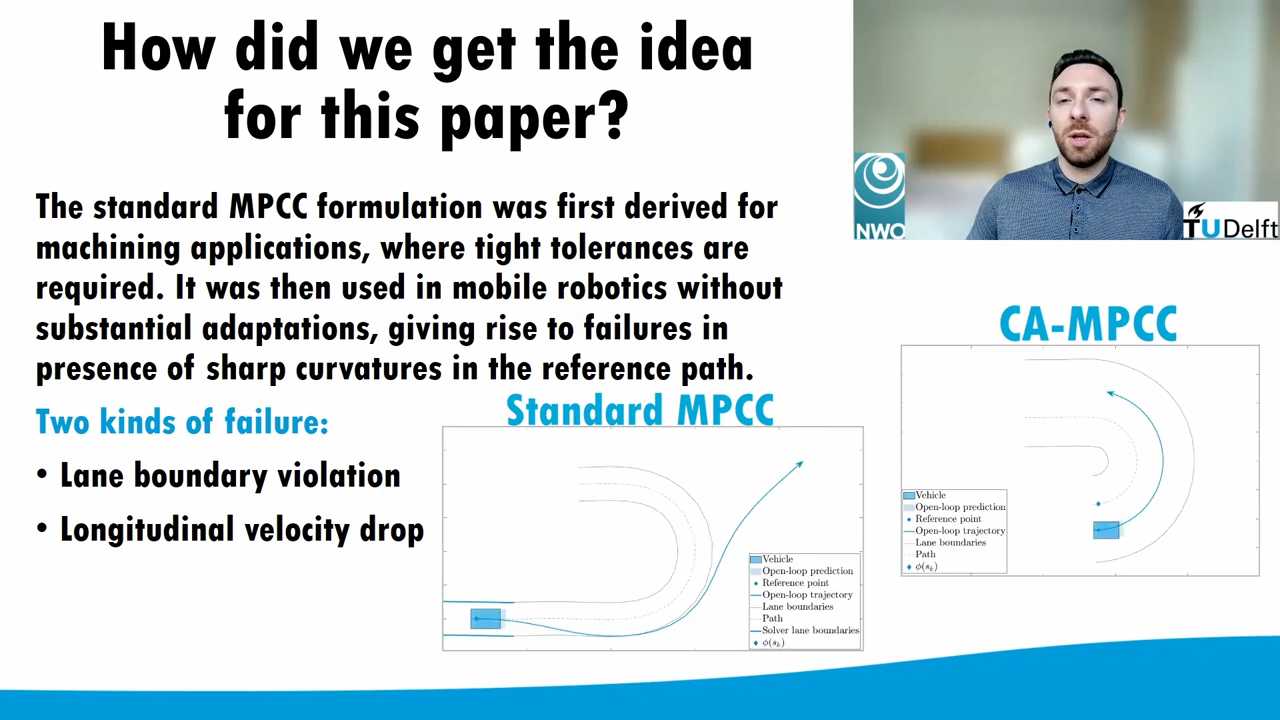 How did we get the idea
for this paper?
The standard MPCC formulation was first derived for
machining applications, where tight tolerances are
required. It was then used in mobile robotics without
substantial adaptations, giving rise to failures in
presence of sharp curvatures in the reference path.
Two kinds of failure:
• Lane boundary violation
• Longitudinal velocity drop
Standard MPCC
Vehicle
Open-loop prediction
Reference point
Open-loop trajectory
Lane boundaries
Path
Solver lane boundaries
ϕ(sₖ)
NWO
TUDelft
CA-MPCC
Vehicle
Open-loop prediction
Reference point
Open-loop trajectory
Lane boundaries
Path
ϕ(sₖ)